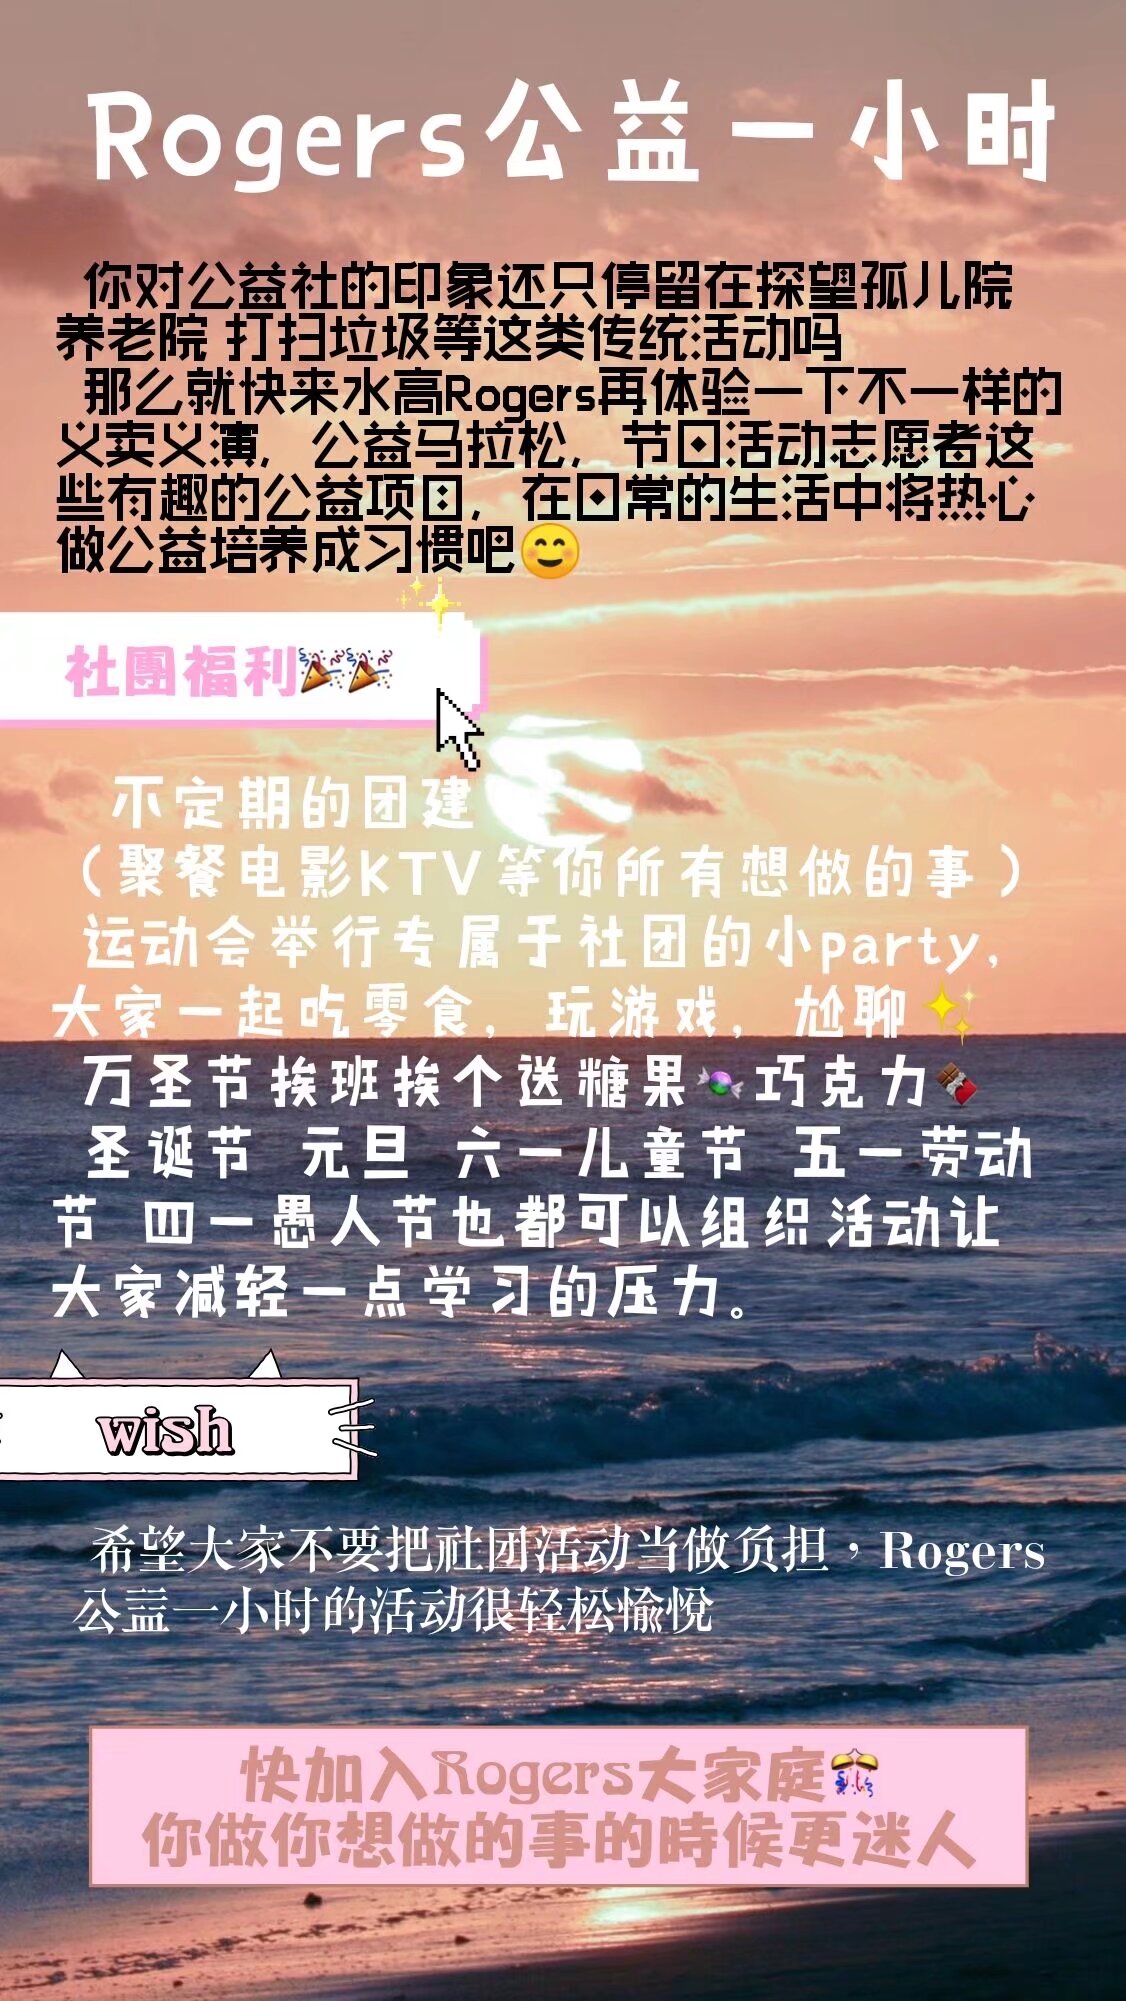 Rogers公益一小时
你对公益社的印象还只停留在探望孤儿院
养老院 打扫垃圾等这类传统活动吗
那么就快来水高Rogers再体验一下不一样的
义卖义演，公益马拉松，节日活动志愿者这
些有趣的公益项目，在日常的生活中将热心
做公益培养成习惯吧😊
社團福利🎉🎉
不定期的团建
（聚餐电影KTV等你所有想做的事）
运动会举行专属于社团的小party，
大家一起吃零食，玩游戏，尬聊✨
万圣节挨班挨个送糖果🍬巧克力🍫
圣诞节 元旦 六一儿童节 五一劳动
节 四一愚人节也都可以组织活动让
大家减轻一点学习的压力。
wish
希望大家不要把社团活动当做负担，Rogers
公益一小时的活动很轻松愉悅
快加入Rogers大家庭🎊
你做你想做的事的時候更迷人